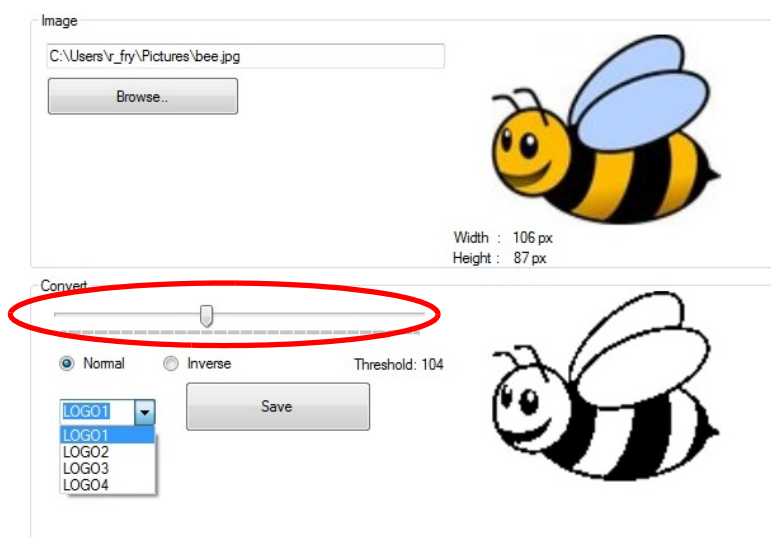 Image
C:\Users\r_fry\Pictures\bee.jpg
Browse..
Width : 106 px
Height : 87 px
Convert
Normal Inverse Threshold: 104
LOGO1 Save
LOGO1
LOGO2
LOGO3
LOGO4